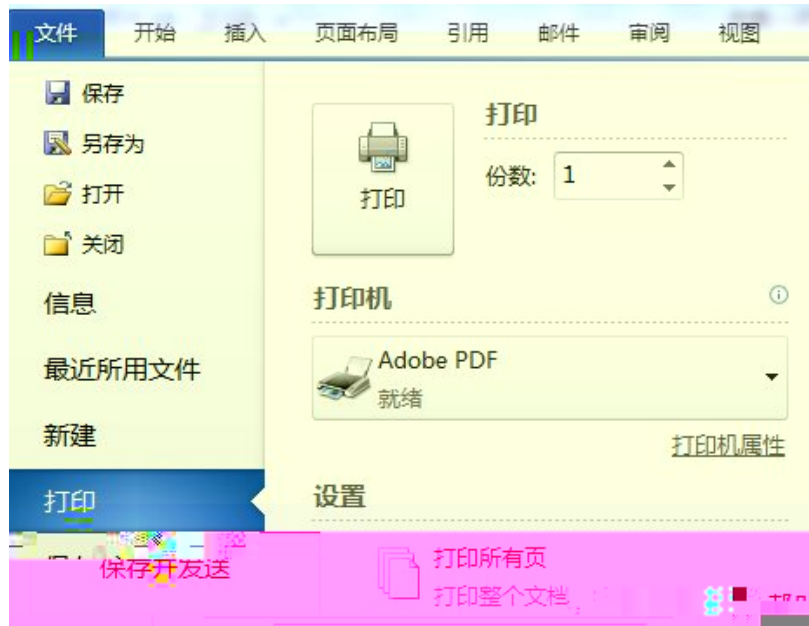 文件 开始 插入 页面布局 引用 邮件 审阅 视图
保存
另存为
打开
关闭
信息
最近所用文件
新建
打印
保存开发送
打印
打印
份数: 1
打印机
Adobe PDF
就绪
打印机属性
设置
打印所有页
打印整个文档